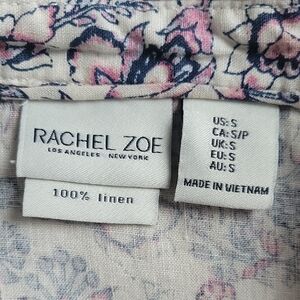 RACHEL ZOE
LOS ANGELES NEW YORK
100% linen
US: S
CA: S/P
UK: S
EU: S
AU: S
MADE IN VIETNAM